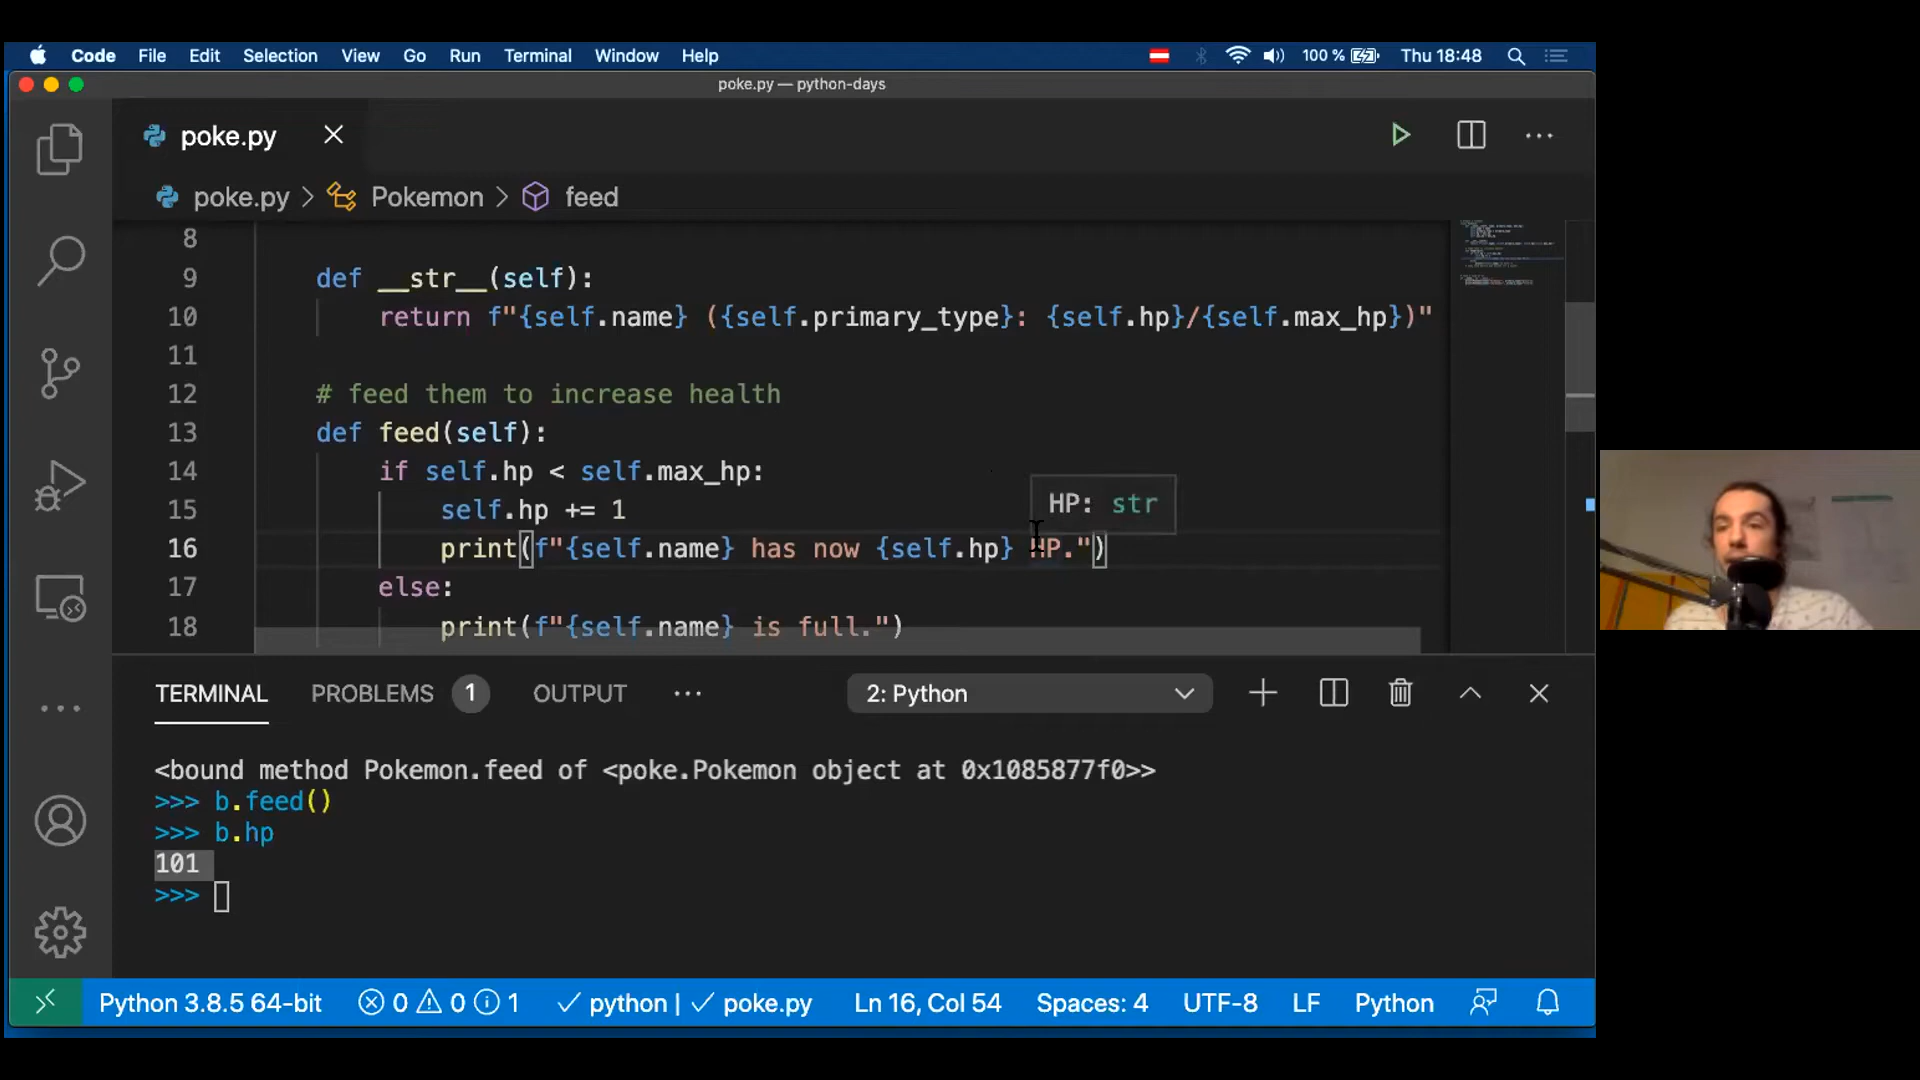 Code File Edit Selection View Go Run Terminal Window Help 100 % Thu 18:48
poke.py — python-days
poke.py
poke.py > Pokemon > feed
8
9 def __str__(self):
10 return f"{self.name} ({self.primary_type}: {self.hp}/{self.max_hp})"
11
12 # feed them to increase health
13 def feed(self):
14 if self.hp < self.max_hp:
HP: str
15 self.hp += 1
16 print(f"{self.name} has now {self.hp} HP.")
17 else:
18 print(f"{self.name} is full.")
TERMINAL PROBLEMS 1 OUTPUT ... 2: Python
<bound method Pokemon.feed of <poke.Pokemon object at 0x1085877f0>>
>>> b.feed()
>>> b.hp
101
>>>
Python 3.8.5 64-bit 0 0 1 python | poke.py Ln 16, Col 54 Spaces: 4 UTF-8 LF Python